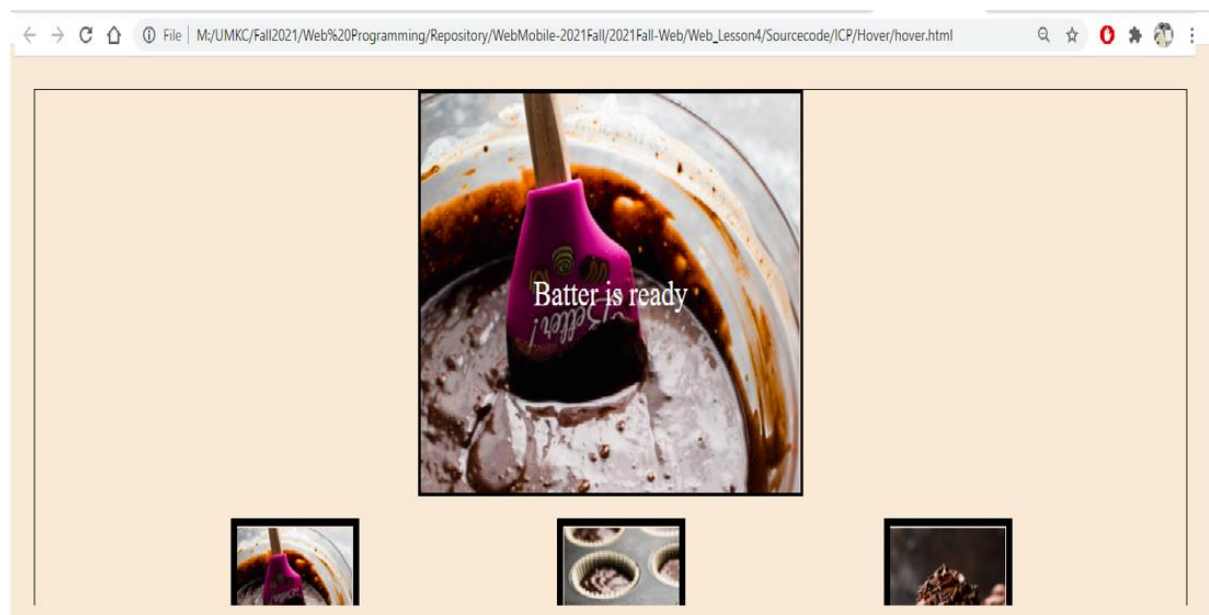 File | M:/UMKC/Fall2021/Web%20Programming/Repository/WebMobile-2021Fall/2021Fall-Web/Web_Lesson4/Sourcecode/ICP/Hover/hover.html
Batter is ready
Better!